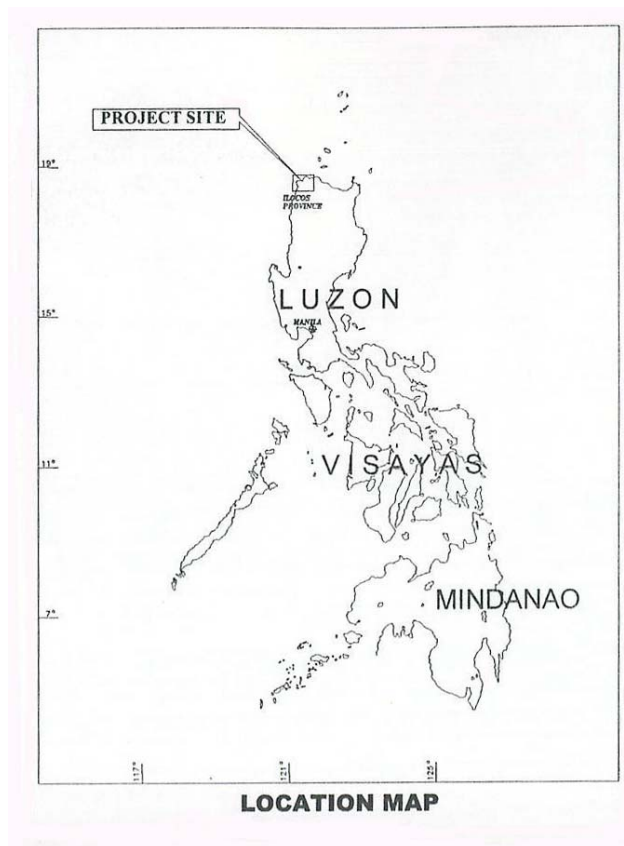 PROJECT SITE
19°
ILOCOS
PROVINCE
LUZON
15°
MANILA
11°
VISAYAS
MINDANAO
7°
117°
121°
125°
LOCATION MAP